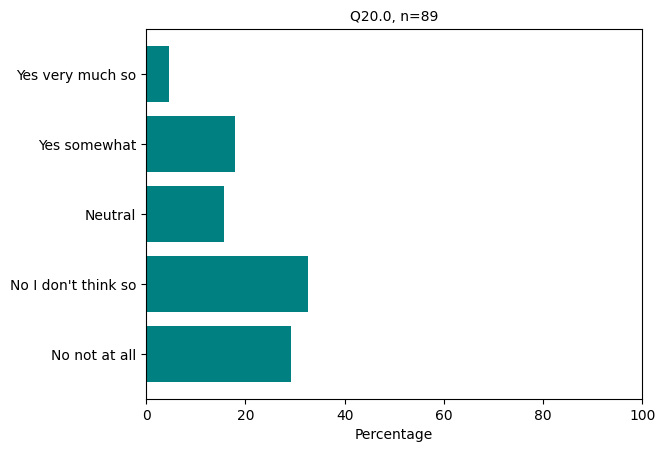 Q20.0, n=89
Yes very much so
Yes somewhat
Neutral
No I don't think so
No not at all
0 20 40 60 80 100
Percentage